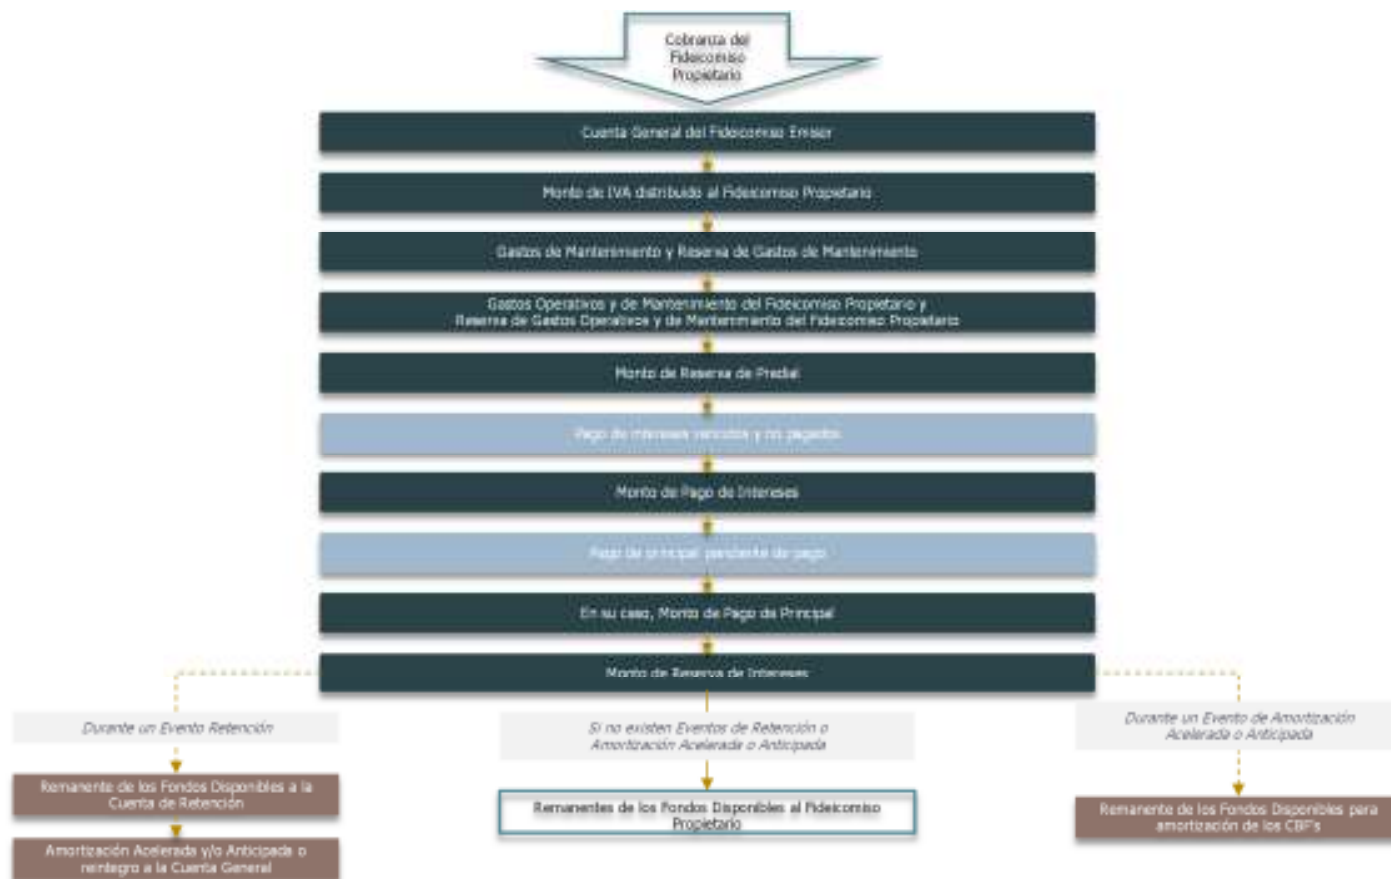 Cobranza del
Fideicomiso
Propietario
Cuenta General del Fideicomiso Emisor
Monto de IVA distribuido al Fideicomiso Propietario
Gastos de Mantenimiento y Reserva de Gastos de Mantenimiento
Gastos Operativos y de Mantenimiento del Fideicomiso Propietario y
Reserva de Gastos Operativos y de Mantenimiento del Fideicomiso Propietario
Monto de Reserva de Predial
Pago de intereses vencidos y no pagados
Monto de Pago de Intereses
Pago de principal pendiente de pago
En su caso, Monto de Pago de Principal
Monto de Reserva de Intereses
Durante un Evento Retención
Si no existen Eventos de Retención o
Amortización Acelerada o Anticipada
Durante un Evento de Amortización
Acelerada o Anticipada
Remanente de los Fondos Disponibles a la
Cuenta de Retención
Remanentes de los Fondos Disponibles al Fideicomiso
Propietario
Remanente de los Fondos Disponibles para
amortización de los CBF's
Amortización Acelerada y/o Anticipada o
reintegro a la Cuenta General